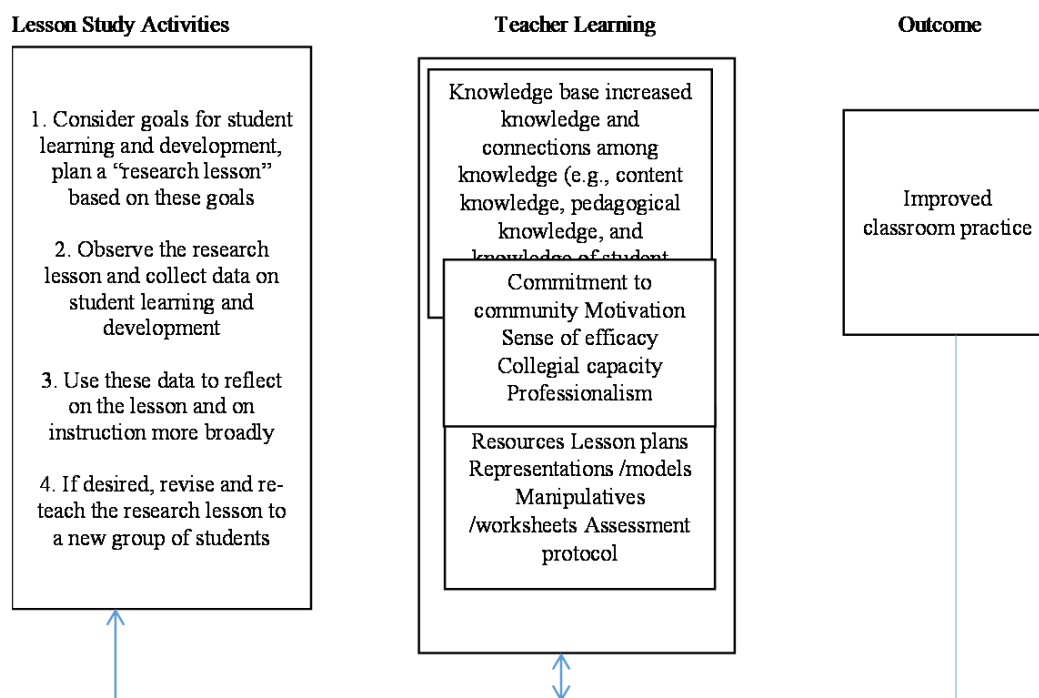 Lesson Study Activities
Teacher Learning
Outcome
1. Consider goals for student
learning and development,
plan a “research lesson”
based on these goals
2. Observe the research
lesson and collect data on
student learning and
development
3. Use these data to reflect
on the lesson and on
instruction more broadly
4. If desired, revise and re-
teach the research lesson to
a new group of students
Knowledge base increased
knowledge and
connections among
knowledge (e.g., content
knowledge, pedagogical
knowledge, and
knowledge of student
Commitment to
community Motivation
Sense of efficacy
Collegial capacity
Professionalism
Resources Lesson plans
Representations /models
Manipulatives
/worksheets Assessment
protocol
Improved
classroom practice